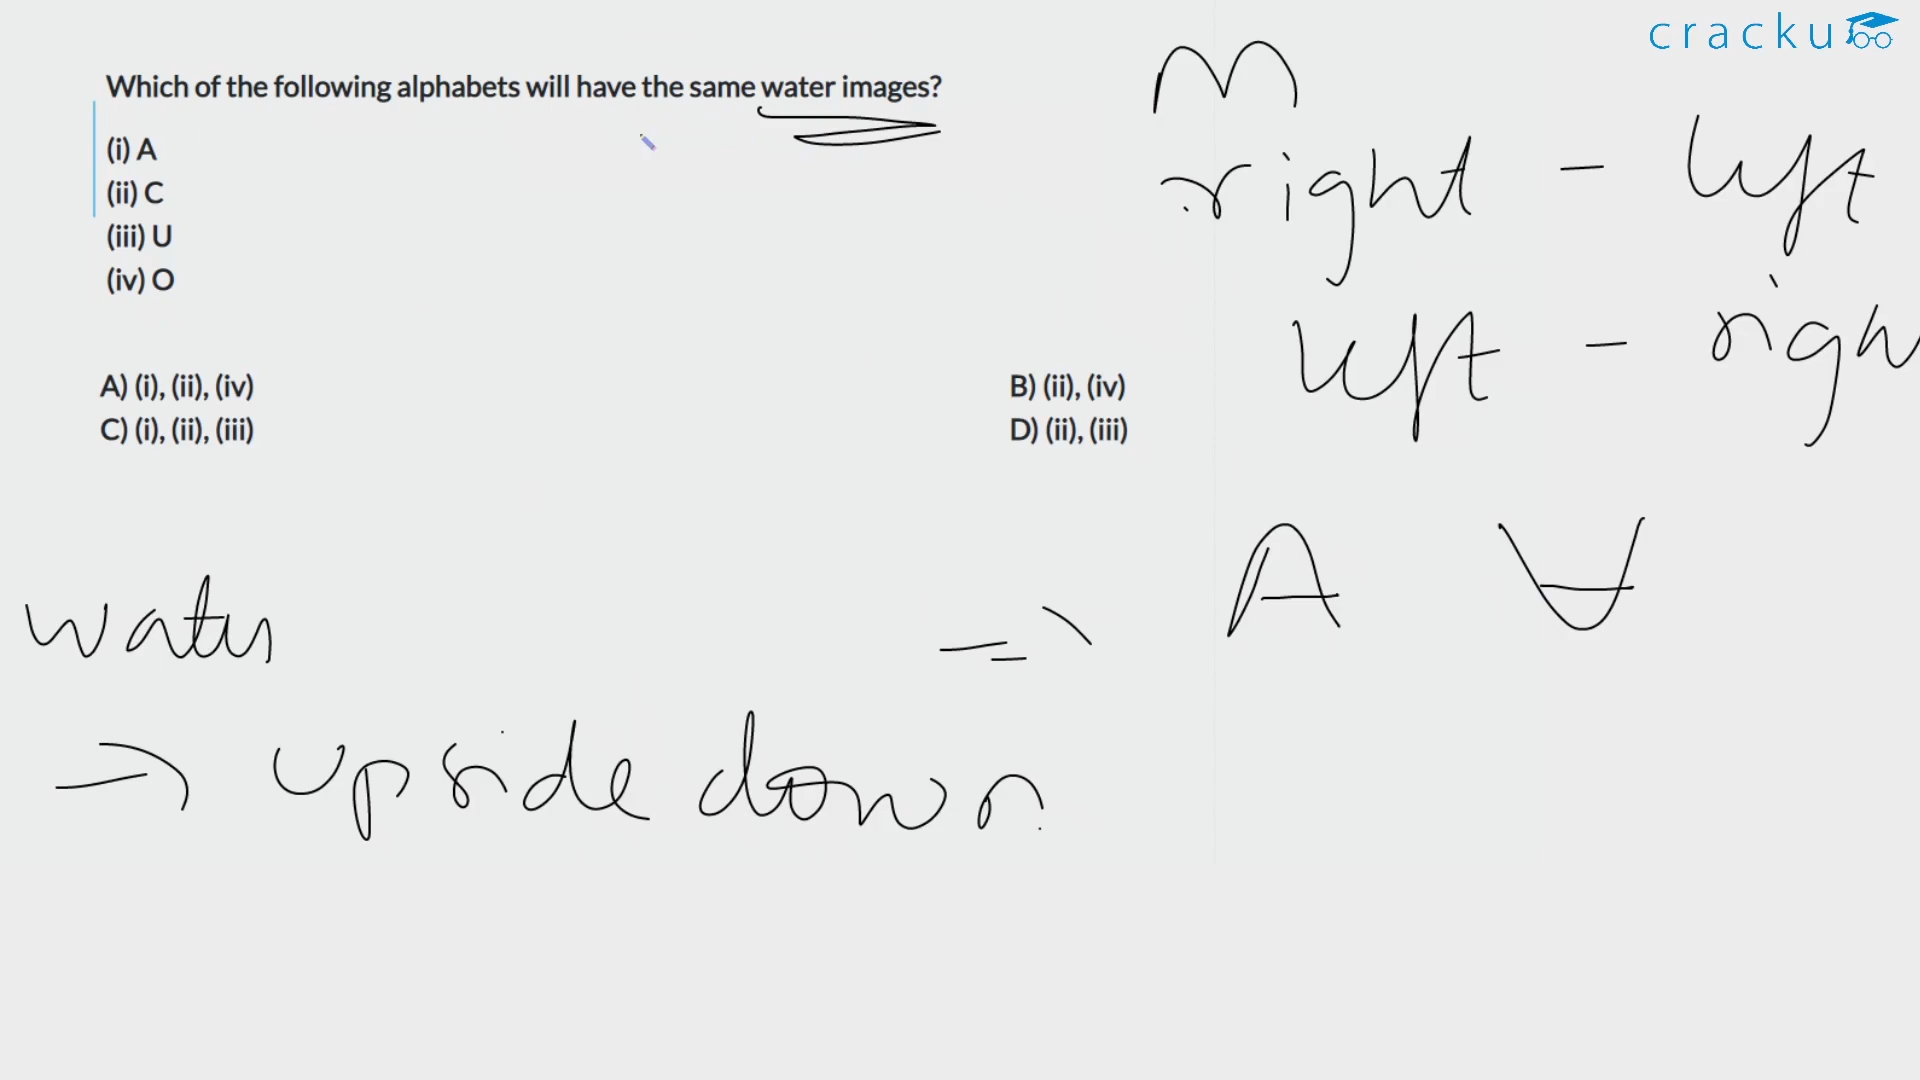 cracku
Which of the following alphabets will have the same water images?
(i) A
(ii) C
(iii) U
(iv) O
A) (i), (ii), (iv)
B) (ii), (iv)
C) (i), (ii), (iii)
D) (ii), (iii)
M
right - left
left - righ
A ∀
water
→ upside down